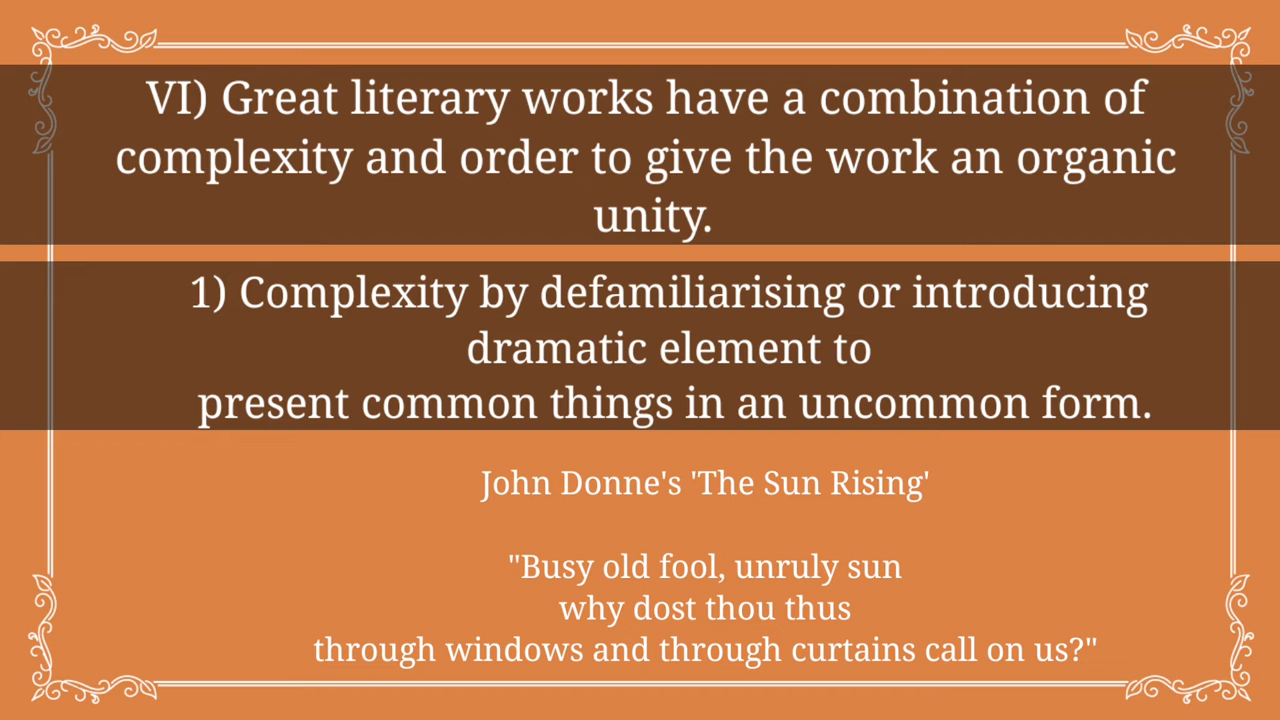 VI) Great literary works have a combination of
complexity and order to give the work an organic
unity.
1) Complexity by defamiliarising or introducing
dramatic element to
present common things in an uncommon form.
John Donne's 'The Sun Rising'
"Busy old fool, unruly sun
why dost thou thus
through windows and through curtains call on us?"